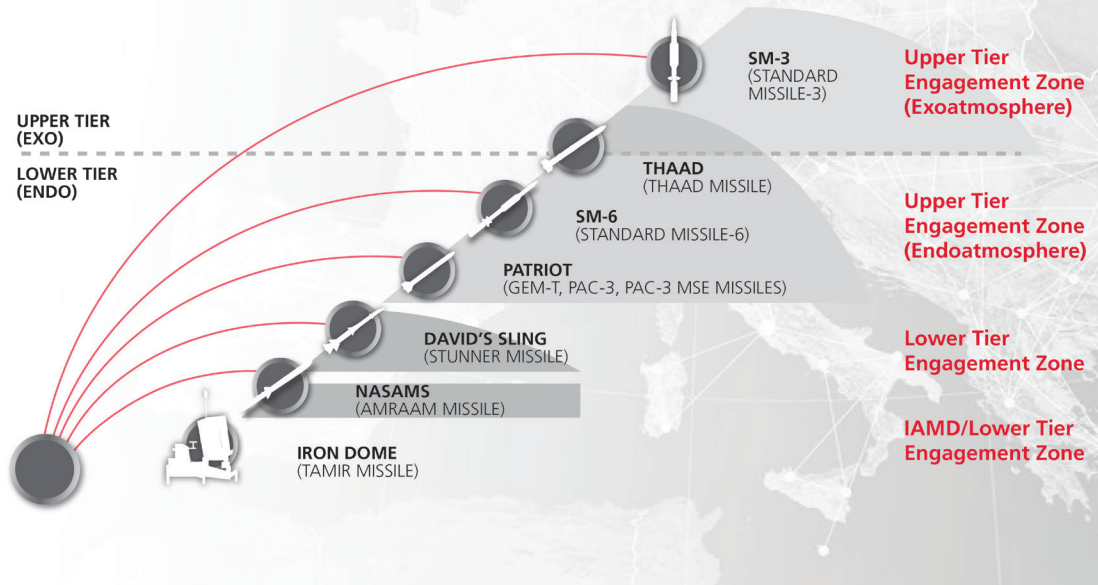 SM-3
(STANDARD
MISSILE-3)
Upper Tier
Engagement Zone
(Exoatmosphere)
UPPER TIER
(EXO)
LOWER TIER
(ENDO)
THAAD
(THAAD MISSILE)
SM-6
(STANDARD MISSILE-6)
Upper Tier
Engagement Zone
(Endoatmosphere)
PATRIOT
(GEM-T, PAC-3, PAC-3 MSE MISSILES)
DAVID’S SLING
(STUNNER MISSILE)
Lower Tier
Engagement Zone
NASAMS
(AMRAAM MISSILE)
IAMD/Lower Tier
Engagement Zone
IRON DOME
(TAMIR MISSILE)